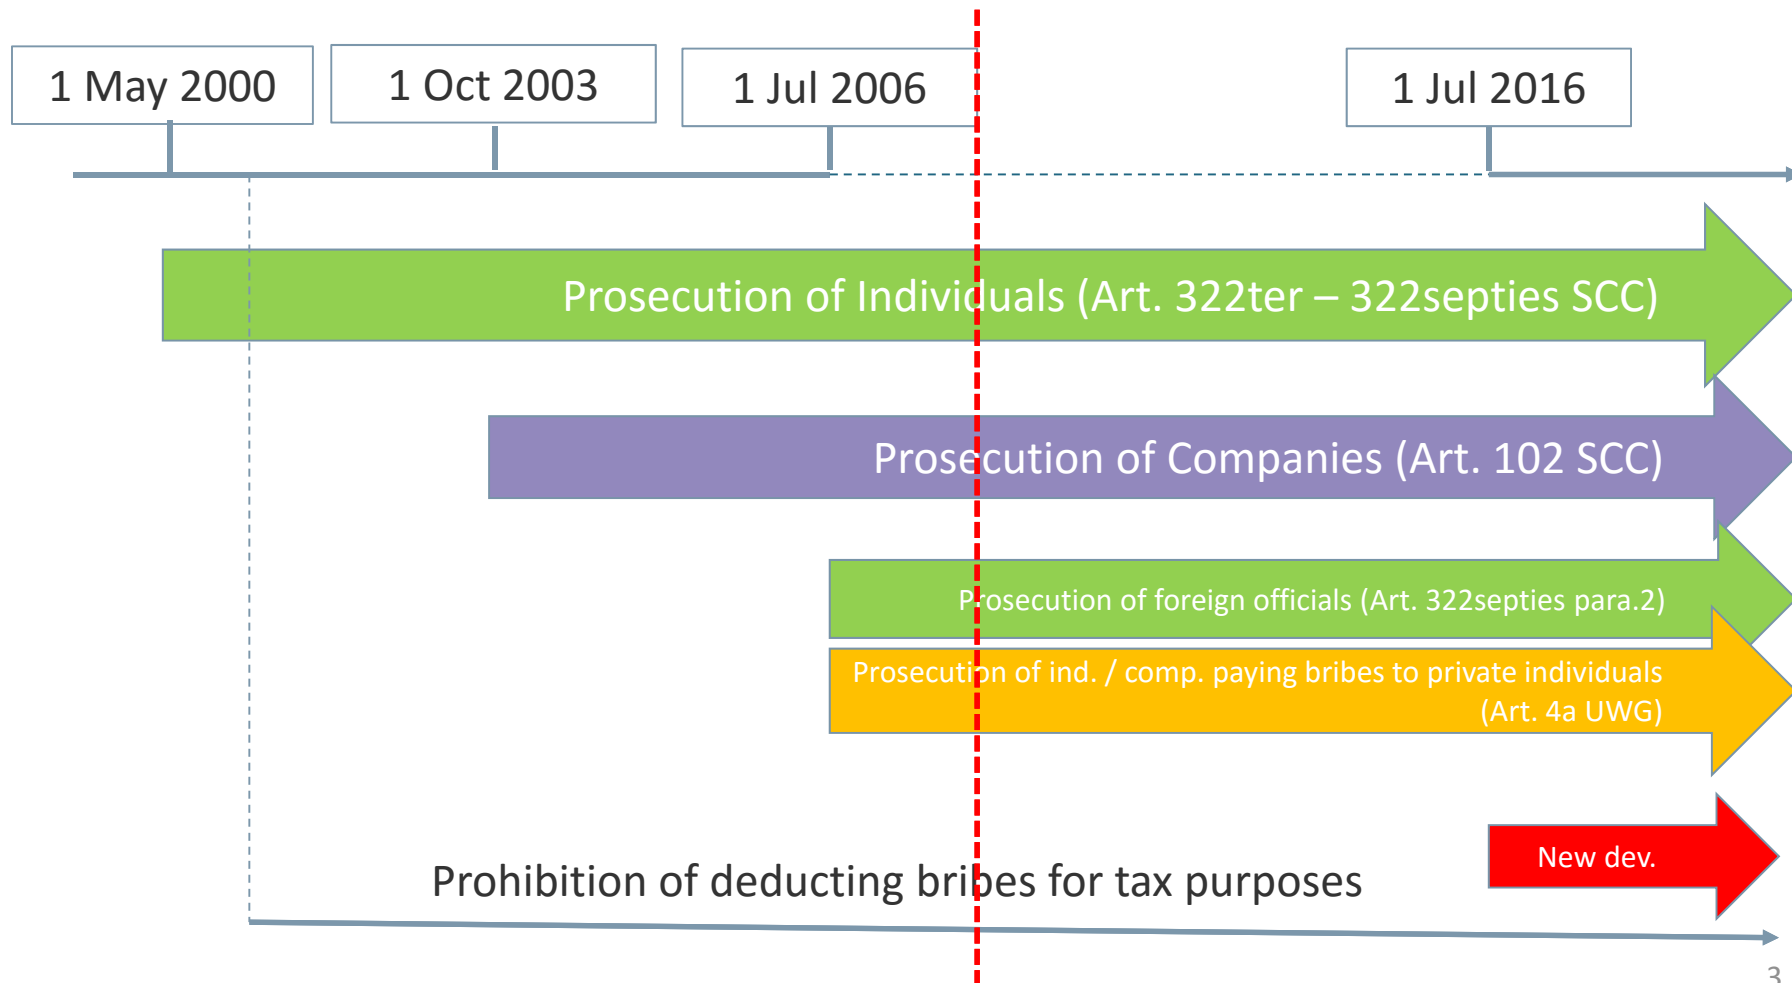 1 May 2000
1 Oct 2003
1 Jul 2006
1 Jul 2016
Prosecution of Individuals (Art. 322ter – 322septies SCC)
Prosecution of Companies (Art. 102 SCC)
Prosecution of foreign officials (Art. 322septies para.2)
Prosecution of ind. / comp. paying bribes to private individuals
(Art. 4a UWG)
New dev.
Prohibition of deducting bribes for tax purposes
3